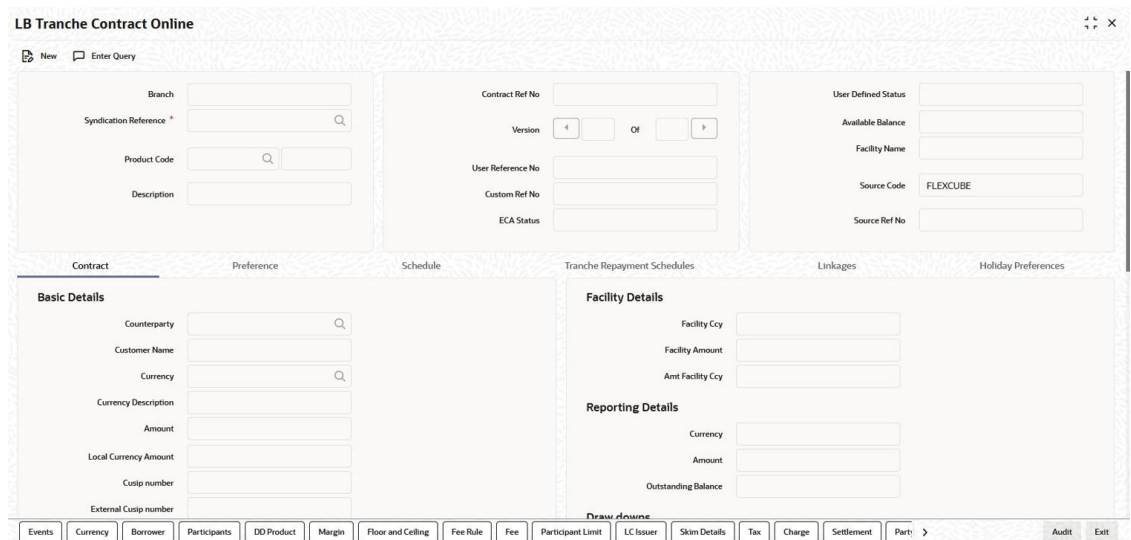 LB Tranche Contract Online
New Enter Query
Branch
Syndication Reference *
Product Code
Description
Contract Ref No
Version Of
User Reference No
Custom Ref No
ECA Status
User Defined Status
Available Balance
Facility Name
Source Code FLEXCUBE
Source Ref No
Contract Preference Schedule Tranche Repayment Schedules Linkages Holiday Preferences
Basic Details
Counterparty
Customer Name
Currency
Currency Description
Amount
Local Currency Amount
Cusip number
External Cusip number
Facility Details
Facility Ccy
Facility Amount
Amt Facility Ccy
Reporting Details
Currency
Amount
Outstanding Balance
Draw downs
Events Currency Borrower Participants DD Product Margin Floor and Ceiling Fee Rule Fee Participant Limit LC Issuer Skim Details Tax Charge Settlement Party Audit Exit